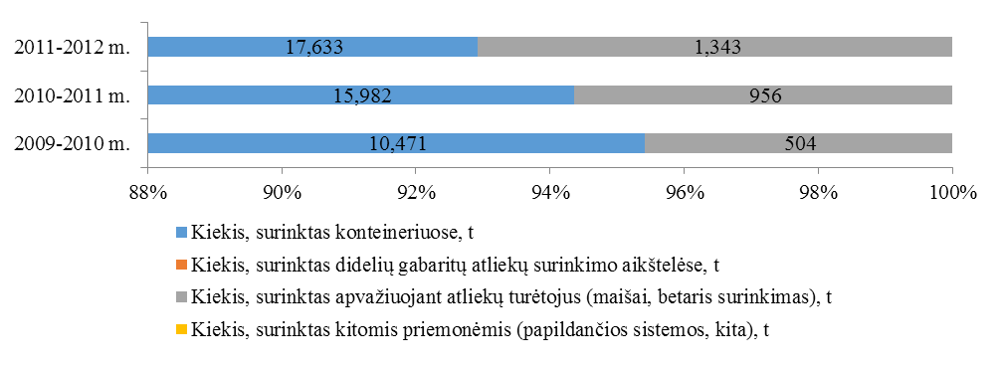 2011-2012 m. 17,633 1,343
2010-2011 m. 15,982 956
2009-2010 m. 10,471 504
88% 90% 92% 94% 96% 98% 100%
Kiekis, surinktas konteineriuose, t
Kiekis, surinktas didelių gabaritų atliekų surinkimo aikštelėse, t
Kiekis, surinktas apvažiuojant atliekų turėtojus (maišai, betaris surinkimas), t
Kiekis, surinktas kitomis priemonėmis (papildančios sistemos, kita), t